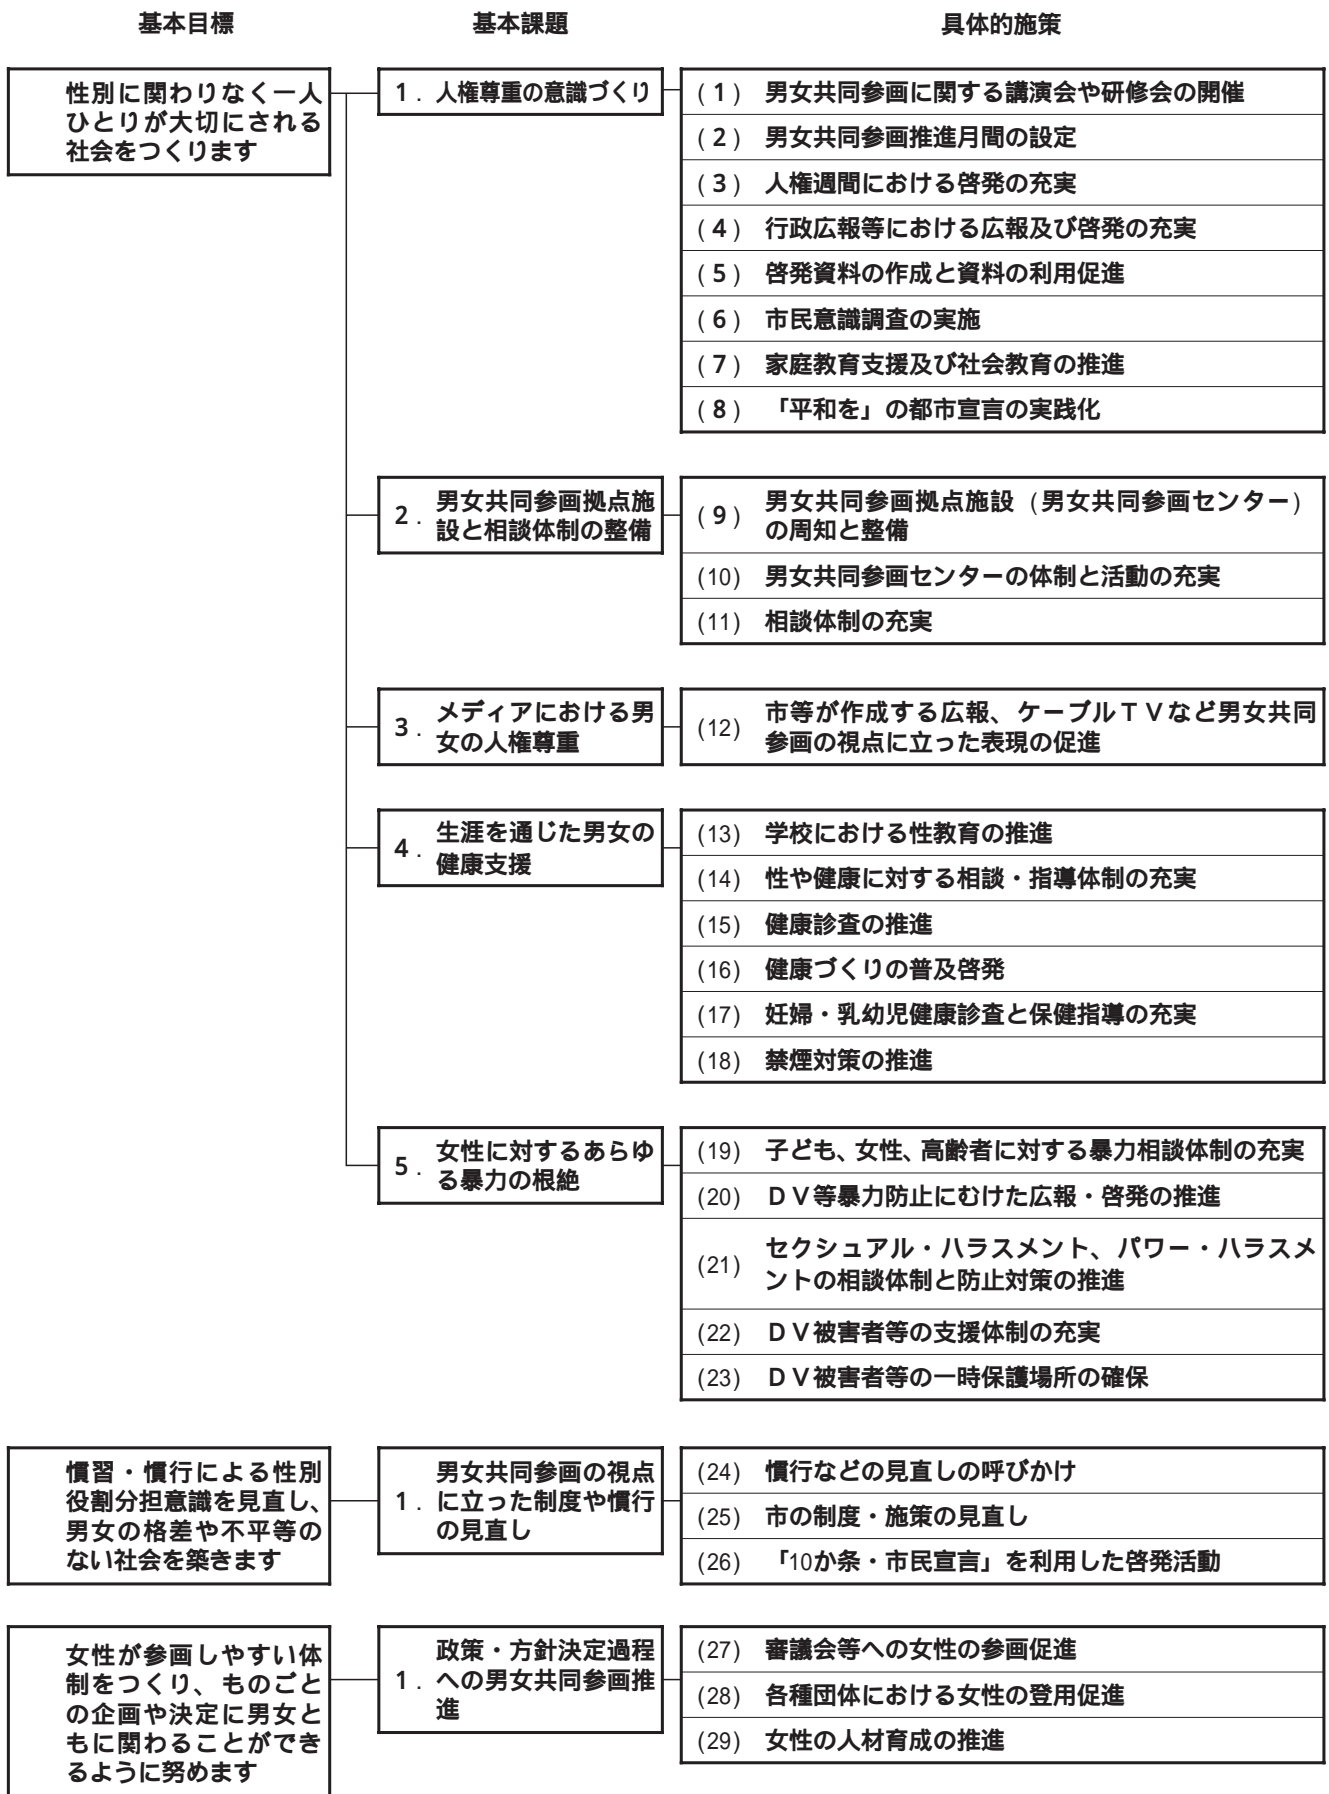 基本目標
基本課題
具体的施策
性別に関わりなく一人
ひとりが大切にされる
社会をつくります
1. 人権尊重の意識づくり
(1) 男女共同参画に関する講演会や研修会の開催
(2) 男女共同参画推進月間の設定
(3) 人権週間における啓発の充実
(4) 行政広報等における広報及び啓発の充実
(5) 啓発資料の作成と資料の利用促進
(6) 市民意識調査の実施
(7) 家庭教育支援及び社会教育の推進
(8) 「平和を」の都市宣言の実践化
2. 男女共同参画拠点施
設と相談体制の整備
(9) 男女共同参画拠点施設(男女共同参画センター)
の周知と整備
(10) 男女共同参画センターの体制と活動の充実
(11) 相談体制の充実
3. メディアにおける男
女の人権尊重
(12) 市等が作成する広報、ケーブルTVなど男女共同
参画の視点に立った表現の促進
4. 生涯を通じた男女の
健康支援
(13) 学校における性教育の推進
(14) 性や健康に対する相談・指導体制の充実
(15) 健康診査の推進
(16) 健康づくりの普及啓発
(17) 妊婦・乳幼児健康診査と保健指導の充実
(18) 禁煙対策の推進
5. 女性に対するあらゆ
る暴力の根絶
(19) 子ども、女性、高齢者に対する暴力相談体制の充実
(20) DV等暴力防止にむけた広報・啓発の推進
(21) セクシュアル・ハラスメント、パワー・ハラスメ
ントの相談体制と防止対策の推進
(22) DV被害者等の支援体制の充実
(23) DV被害者等の一時保護場所の確保
慣習・慣行による性別
役割分担意識を見直し、
男女の格差や不平等の
ない社会を築きます
1. 男女共同参画の視点
に立った制度や慣行
の見直し
(24) 慣行などの見直しの呼びかけ
(25) 市の制度・施策の見直し
(26) 「10か条・市民宣言」を利用した啓発活動
女性が参画しやすい体
制をつくり、ものごと
の企画や決定に男女と
もに関わることができ
るように努めます
1. 政策・方針決定過程
への男女共同参画推
進
(27) 審議会等への女性の参画促進
(28) 各種団体における女性の登用促進
(29) 女性の人材育成の推進